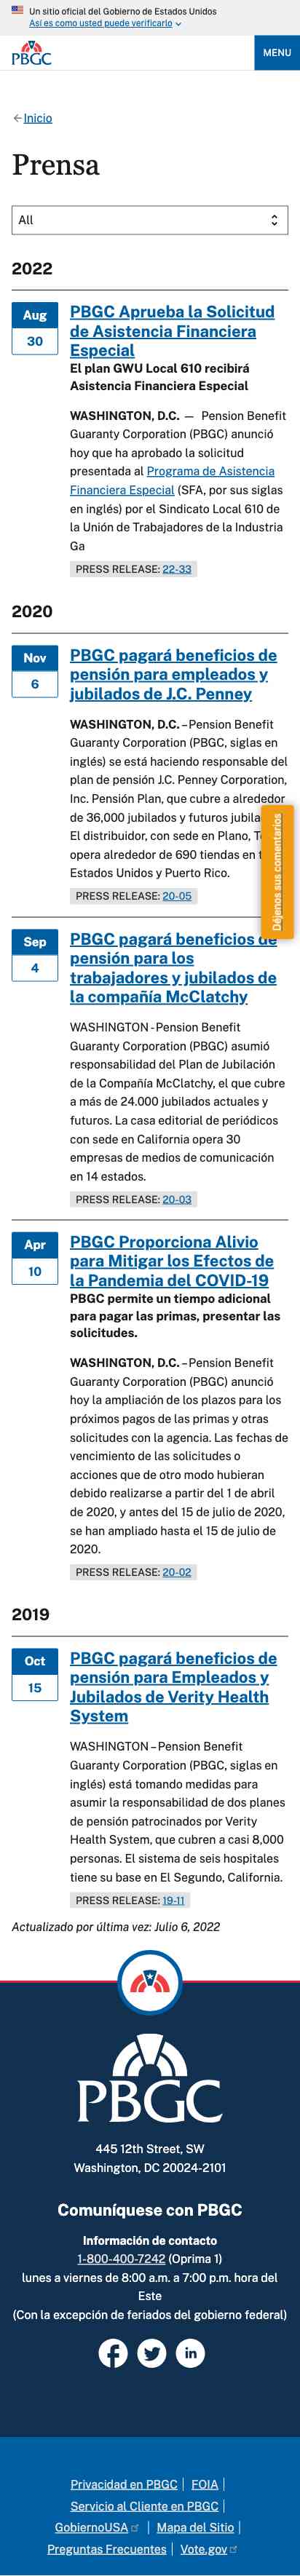 Un sitio oficial del Gobierno de Estados Unidos
Así es como usted puede verificarlo
PBGC
MENU
Inicio
Prensa
All
2022
Aug
30
PBGC Aprueba la Solicitud
de Asistencia Financiera
Especial
El plan GWU Local 610 recibirá
Asistencia Financiera Especial
WASHINGTON, D.C. — Pension Benefit
Guaranty Corporation (PBGC) anunció
hoy que ha aprobado la solicitud
presentada al Programa de Asistencia
Financiera Especial (SFA, por sus siglas
en inglés) por el Sindicato Local 610 de
la Unión de Trabajadores de la Industria
Ga
PRESS RELEASE: 22-33
2020
Nov
6
PBGC pagará beneficios de
pensión para empleados y
jubilados de J.C. Penney
WASHINGTON, D.C. – Pension Benefit
Guaranty Corporation (PBGC, siglas en
inglés) se está haciendo responsable del
plan de pensión J.C. Penney Corporation,
Inc. Pensión Plan, que cubre a alrededor
de 36,000 jubilados y futuros
El distribuidor, con sede en Plano,
opera alrededor de 690 tiendas en
Estados Unidos y Puerto Rico.
PRESS RELEASE: 20-05
Déjenos sus comentarios
Sep
4
PBGC pagará beneficios de
pensión para los
trabajadores y jubilados de
la compañía McClatchy
WASHINGTON - Pension Benefit
Guaranty Corporation (PBGC) asumió
responsabilidad del Plan de Jubilación
de la Compañía McClatchy, el que cubre
a más de 24.000 jubilados actuales y
futuros. La casa editorial de periódicos
con sede en California opera 30
empresas de medios de comunicación
en 14 estados.
PRESS RELEASE: 20-03
Apr
10
PBGC Proporciona Alivio
para Mitigar los Efectos de
la Pandemia del COVID-19
PBGC permite un tiempo adicional
para pagar las primas, presentar las
solicitudes.
WASHINGTON, D.C. – Pension Benefit
Guaranty Corporation (PBGC) anunció
hoy la ampliación de los plazos para los
próximos pagos de las primas y otras
solicitudes con la agencia. Las fechas de
vencimiento de las solicitudes o
acciones que de otro modo hubieran
debido realizarse a partir del 1 de abril
de 2020, y antes del 15 de julio de 2020,
se han ampliado hasta el 15 de julio de
2020.
PRESS RELEASE: 20-02
2019
Oct
15
PBGC pagará beneficios de
pensión para Empleados y
Jubilados de Verity Health
System
WASHINGTON – Pension Benefit
Guaranty Corporation (PBGC, siglas en
inglés) está tomando medidas para
asumir la responsabilidad de dos planes
de pensión patrocinados por Verity
Health System, que cubren a casi 8,000
personas. El sistema de seis hospitales
tiene su base en El Segundo, California.
PRESS RELEASE: 19-11
Actualizado por última vez: Julio 6, 2022
PBGC
445 12th Street, SW
Washington, DC 20024-2101
Comuníquese con PBGC
Información de contacto
1-800-400-7242 (Oprima 1)
lunes a viernes de 8:00 a.m. a 7:00 p.m. hora del
Este
(Con la excepción de feriados del gobierno federal)
Privacidad en PBGC | FOIA |
Servicio al Cliente en PBGC |
GobiernoUSA | Mapa del Sitio |
Preguntas Frecuentes | Vote.gov